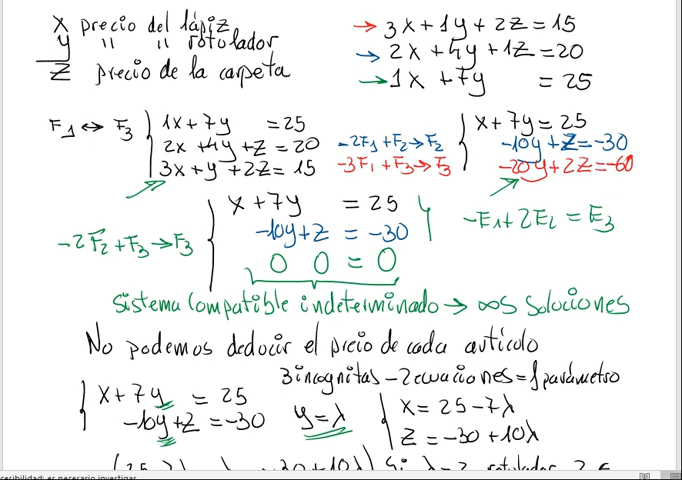 x precio del lápiz
y " " rotulador
z precio de la carpeta
→ 3x + 1y + 2z = 15
→ 2x + 4y + 1z = 20
→ 1x + 7y = 25
F1 ↔ F3
1x + 7y = 25
2x + 4y + z = 20
3x + y + 2z = 15
-2F1 + F2 → F2
-3F1 + F3 → F3
x + 7y = 25
-10y + z = -30
-20y + 2z = -60
-2F2 + F3 → F3
x + 7y = 25
-10y + z = -30
0 0 = 0
-E1 + 2E2 = E3
sistema compatible indeterminado → ∞s soluciones
No podemos deducir el precio de cada artículo
3 incognitas - 2 ecuaciones = 1 parámetro
x + 7y = 25
-10y + z = -30
y = λ
x = 25 - 7λ
z = -30 + 10λ